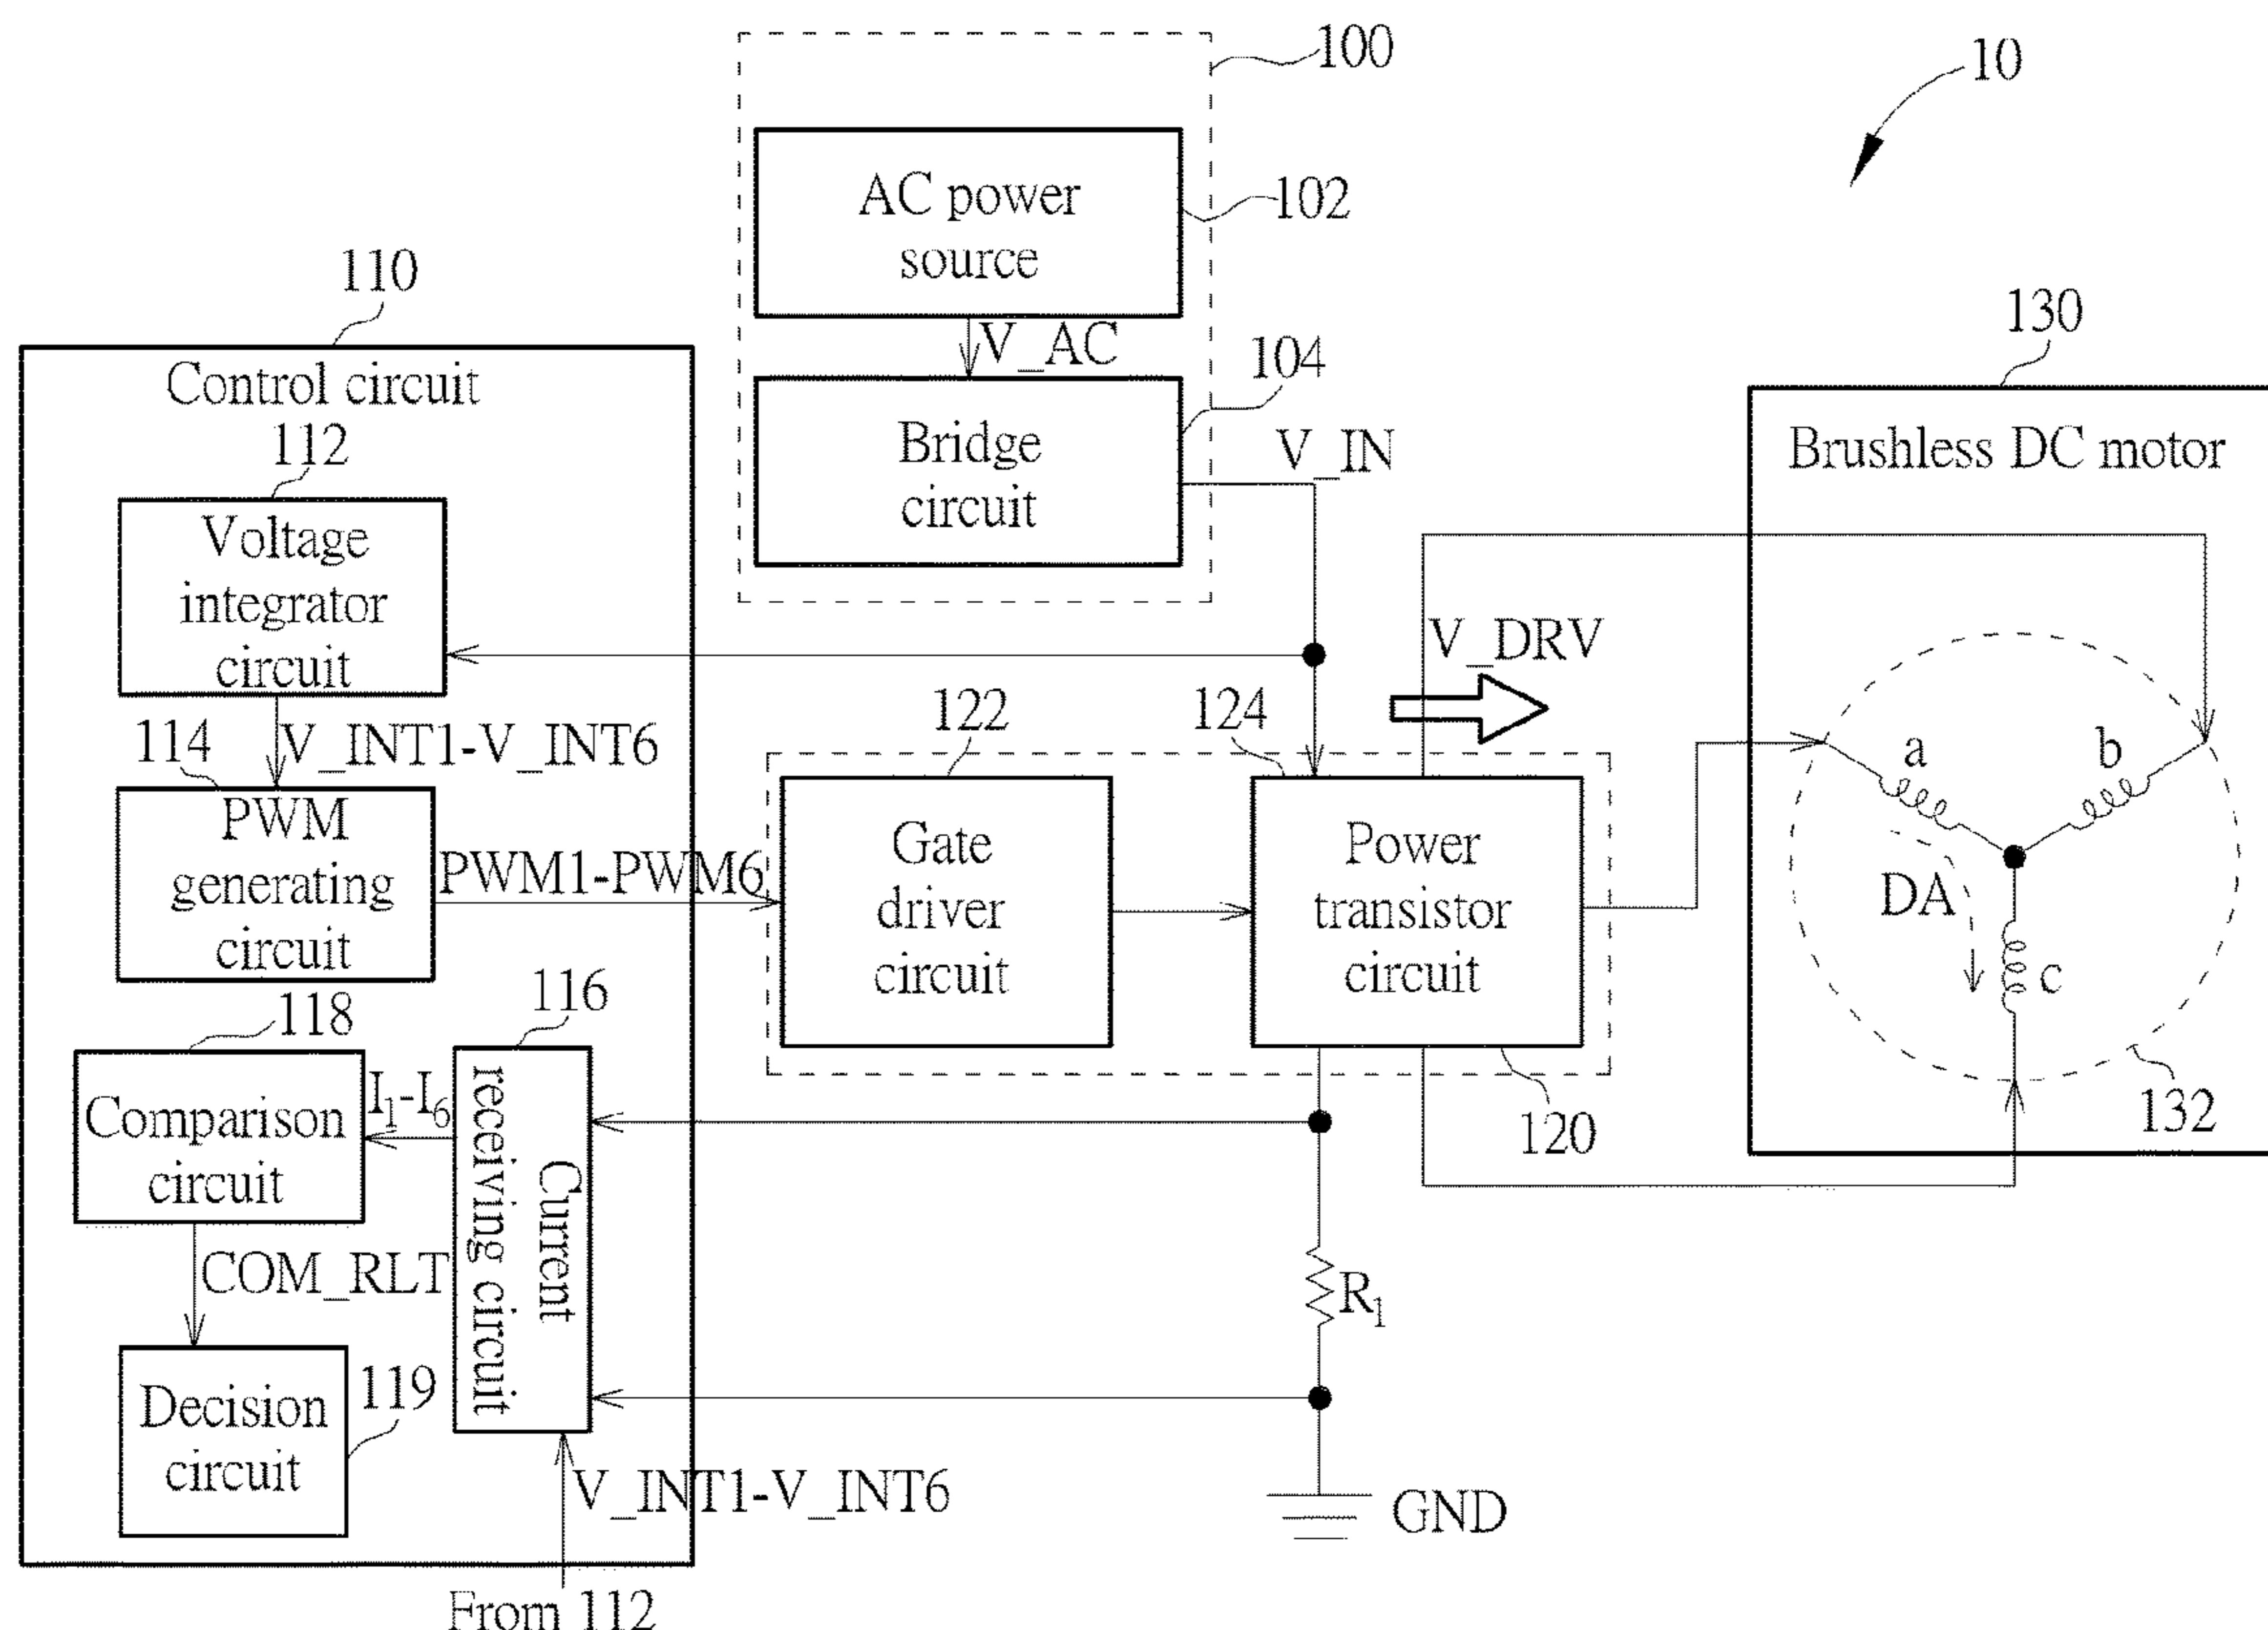 100
10
AC power
source
102
V_AC
110
Control circuit
104
Bridge
circuit
V_IN
130
Brushless DC motor
112
Voltage
integrator
circuit
V_DRV
114
V_INT1-V_INT6
122
124
PWM
generating
circuit
PWM1-PWM6
Gate
driver
circuit
Power
transistor
circuit
a
b
DA
c
118
116
120
132
Comparison
circuit
I₁-I₆
Current
receiving circuit
COM_RLT
R₁
Decision
circuit
119
V_INT1-V_INT6
GND
From 112